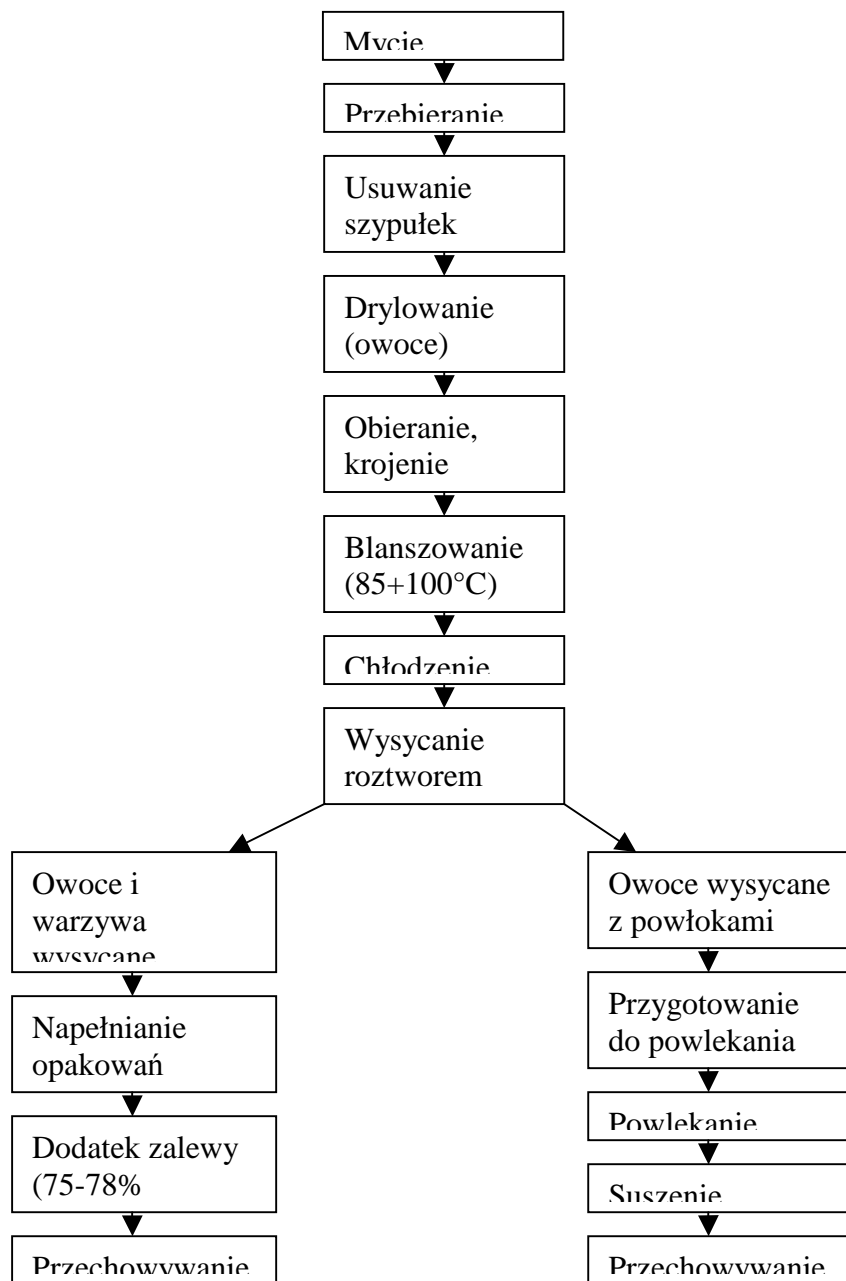 Mycie
Przebieranie
Usuwanie
szypułek
Drylowanie
(owoce)
Obieranie,
krojenie
Blanszowanie
(85+100°C)
Chłodzenie
Wysycanie
roztworem
Owoce i
warzywa
wysycane
Napełnianie
opakowań
Dodatek zalewy
(75-78%
Przechowywanie
Owoce wysycane
z powłokami
Przygotowanie
do powlekania
Powlekanie
Suszenie
Przechowywanie